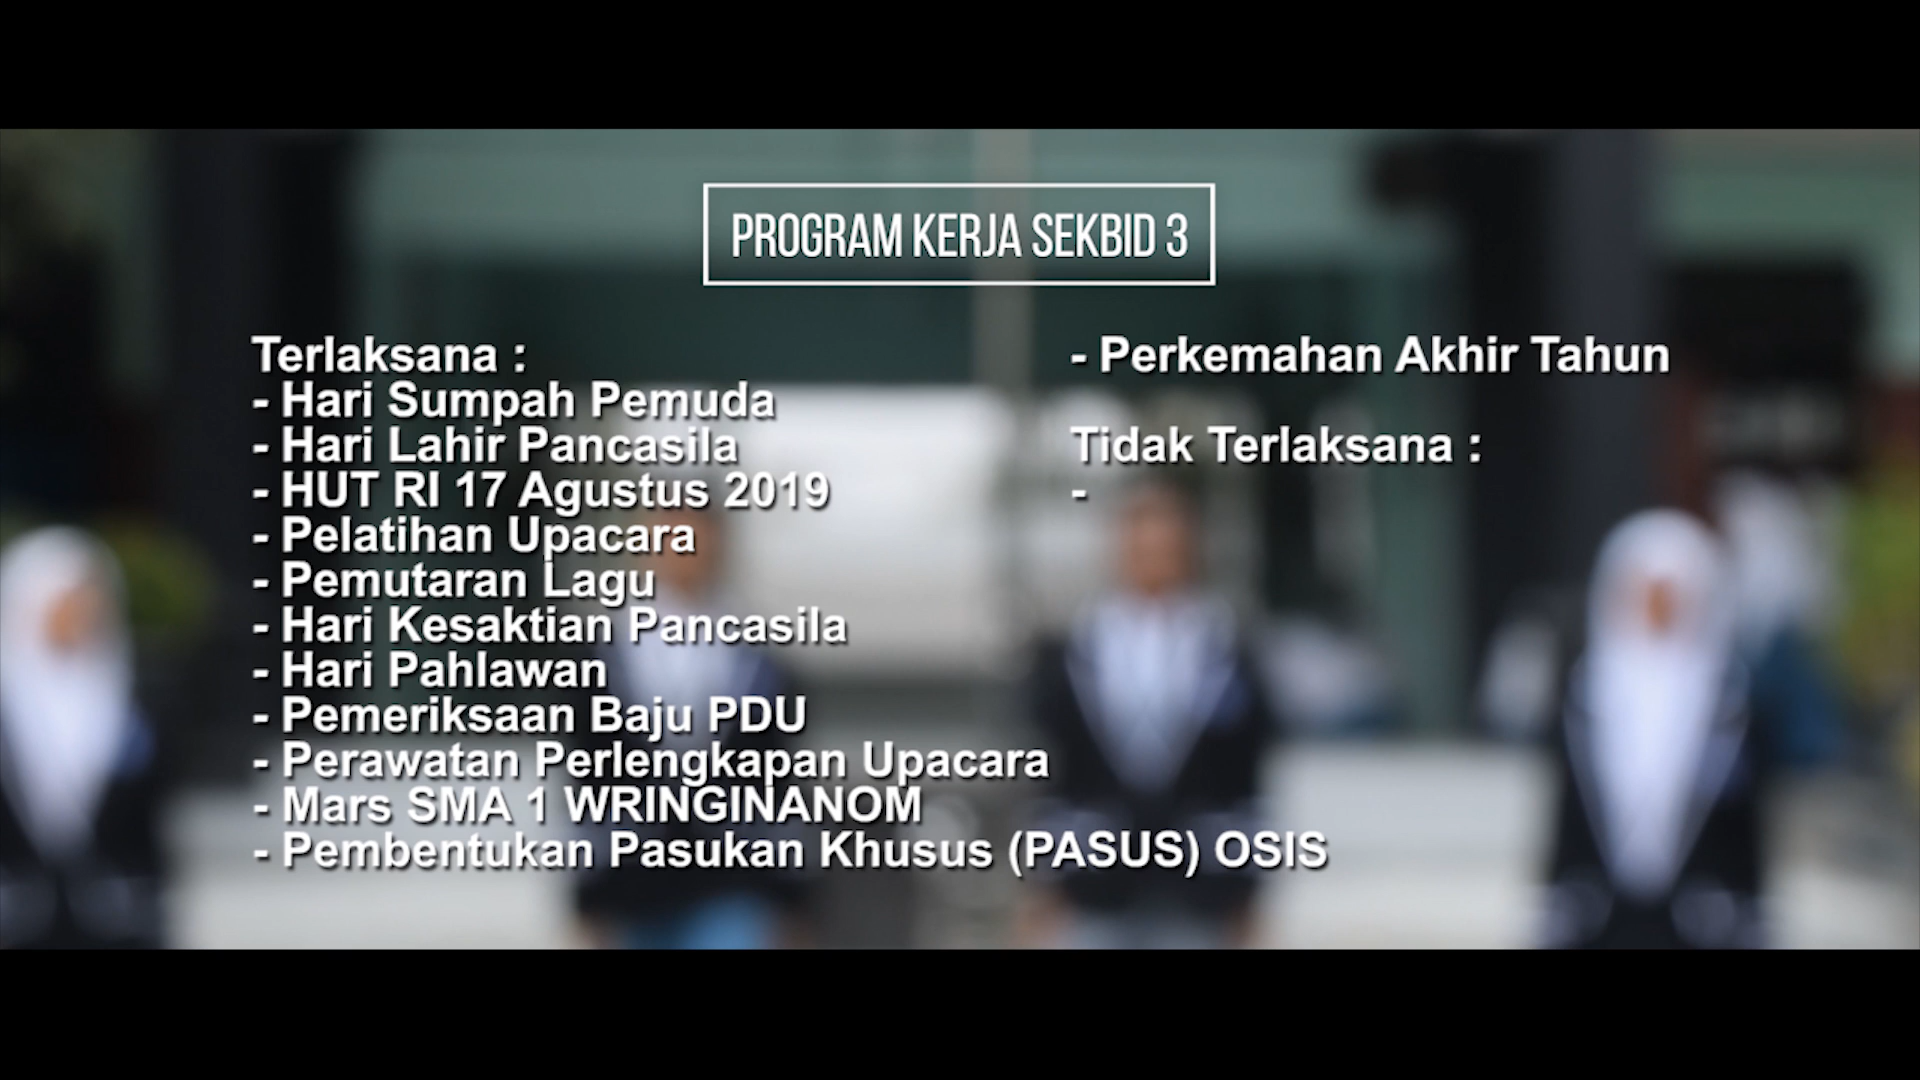 PROGRAM KERJA SEKBID 3
Terlaksana :
- Hari Sumpah Pemuda
- Hari Lahir Pancasila
- HUT RI 17 Agustus 2019
- Pelatihan Upacara
- Pemutaran Lagu
- Hari Kesaktian Pancasila
- Hari Pahlawan
- Pemeriksaan Baju PDU
- Perawatan Perlengkapan Upacara
- Mars SMA 1 WRINGINANOM
- Pembentukan Pasukan Khusus (PASUS) OSIS
- Perkemahan Akhir Tahun
Tidak Terlaksana :
-